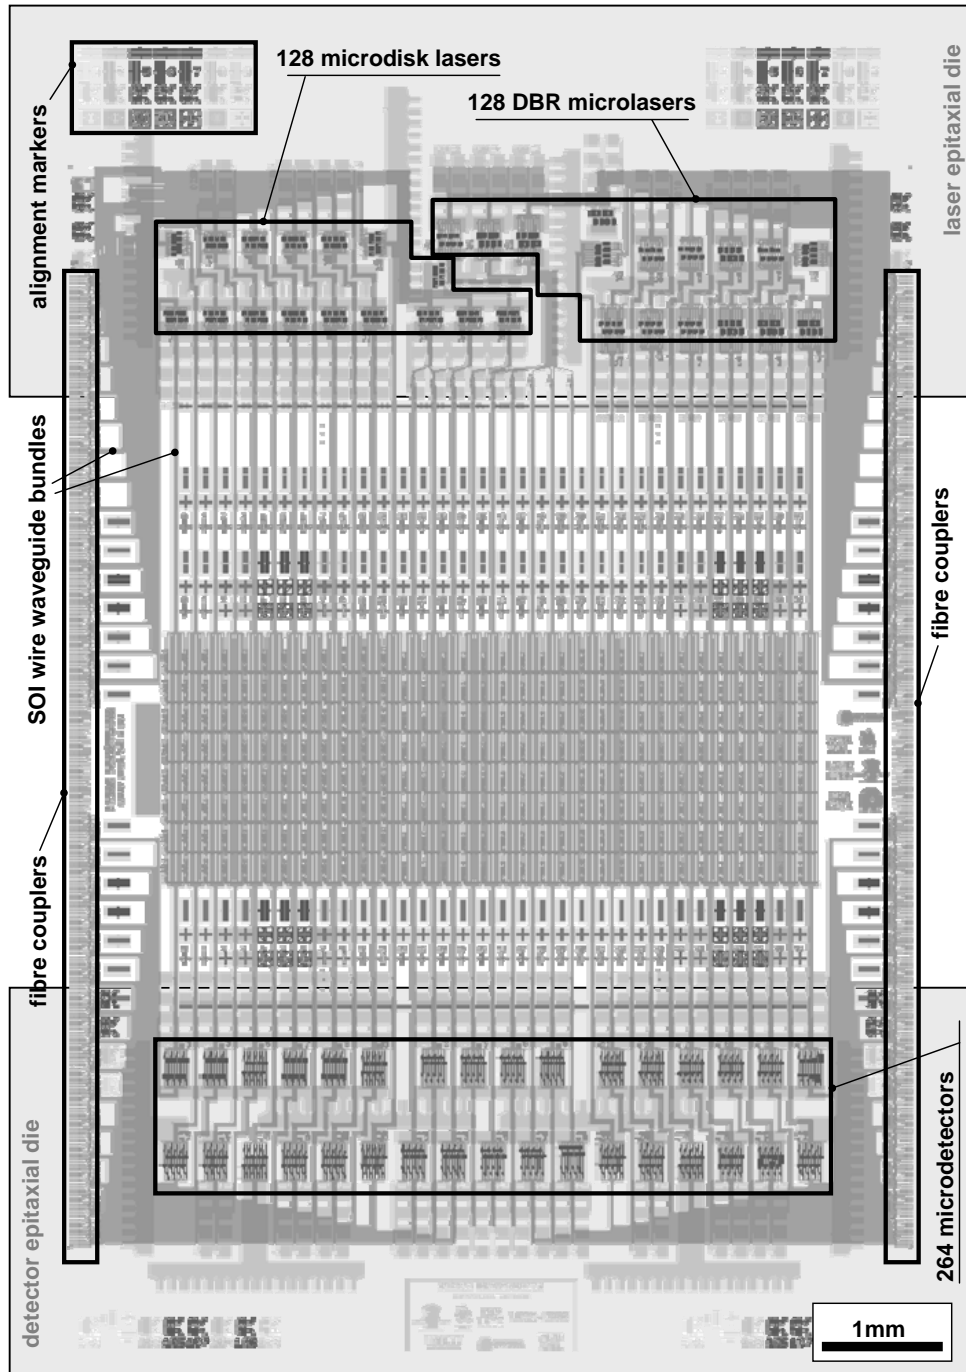 128 microdisk lasers
128 DBR microlasers
alignment markers
laser epitaxial die
SOI wire waveguide bundles
fibre couplers
fibre couplers
detector epitaxial die
264 microdetectors
1mm